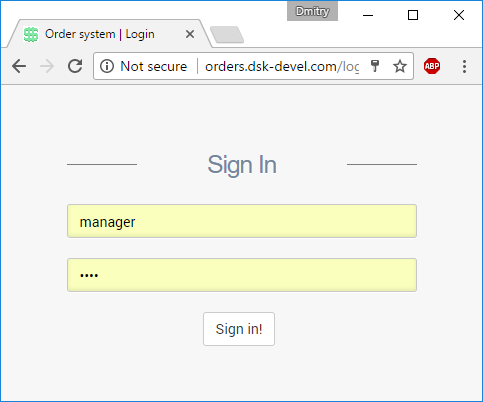 Dmitry
Order system | Login
Not secure
orders.dsk-devel.com/log
ABP
Sign In
manager
••••
Sign in!